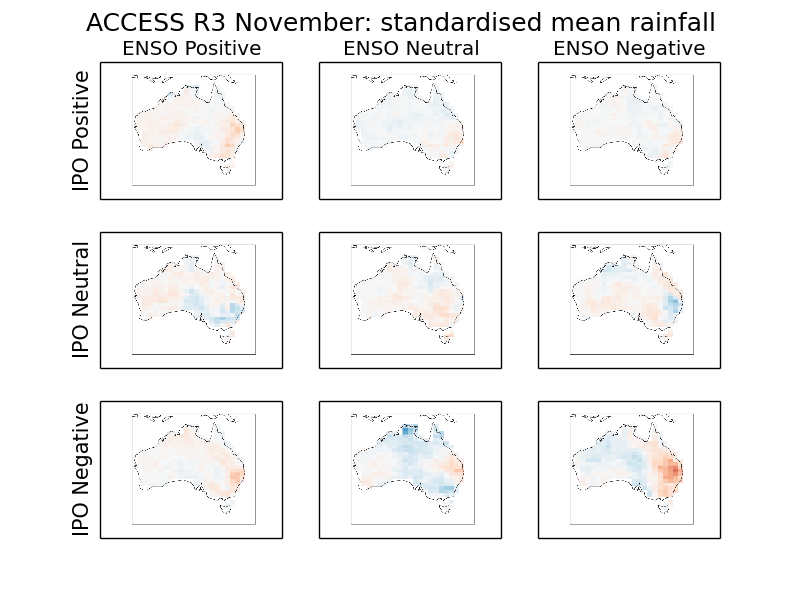 ACCESS R3 November: standardised mean rainfall
ENSO Positive
ENSO Neutral
ENSO Negative
IPO Positive
IPO Neutral
IPO Negative